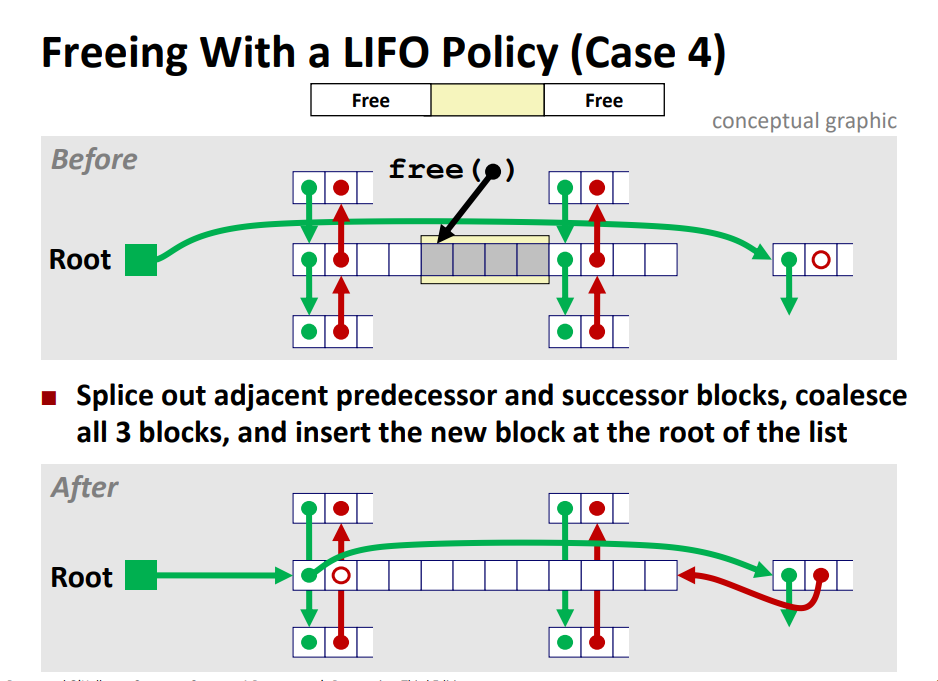 Freeing With a LIFO Policy (Case 4)
Free
Free
conceptual graphic
Before
free( )
Root
Splice out adjacent predecessor and successor blocks, coalesce
all 3 blocks, and insert the new block at the root of the list
After
Root